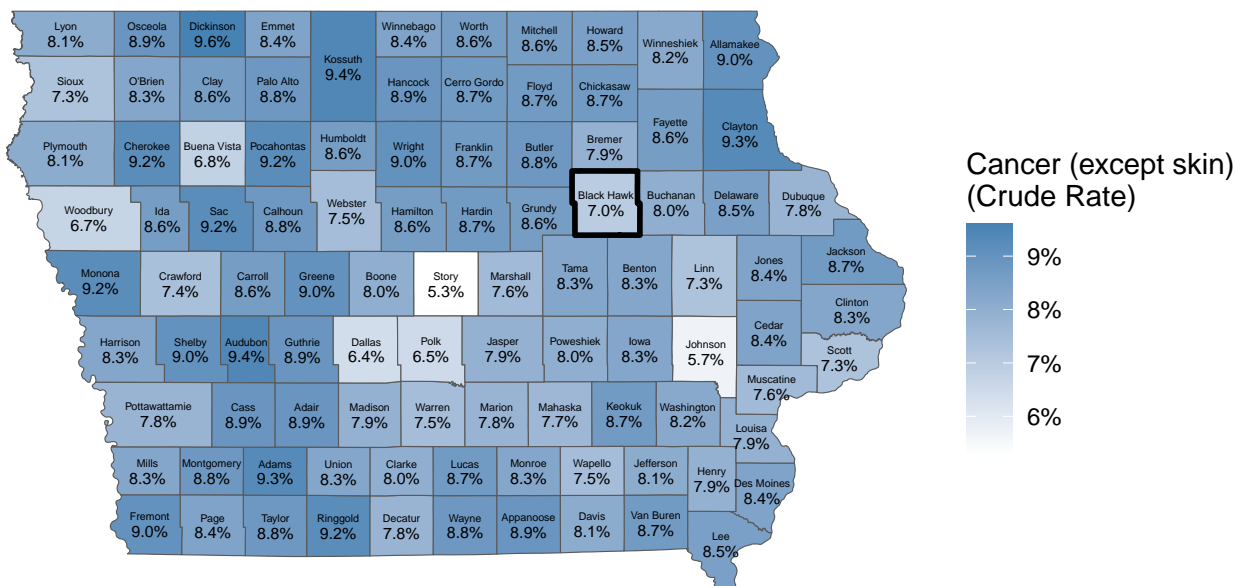 Lyon
8.1%
Osceola
8.9%
Dickinson
9.6%
Emmet
8.4%
Kossuth
9.4%
Winnebago
8.4%
Worth
8.6%
Mitchell
8.6%
Howard
8.5%
Winneshiek
8.2%
Allamakee
9.0%
Sioux
7.3%
O'Brien
8.3%
Clay
8.6%
Palo Alto
8.8%
Hancock
8.9%
Cerro Gordo
8.7%
Floyd
8.7%
Chickasaw
8.7%
Plymouth
8.1%
Cherokee
9.2%
Buena Vista
6.8%
Pocahontas
9.2%
Humboldt
8.6%
Wright
9.0%
Franklin
8.7%
Butler
8.8%
Bremer
7.9%
Fayette
8.6%
Clayton
9.3%
Woodbury
6.7%
Ida
8.6%
Sac
9.2%
Calhoun
8.8%
Webster
7.5%
Hamilton
8.6%
Hardin
8.7%
Grundy
8.6%
Black Hawk
7.0%
Buchanan
8.0%
Delaware
8.5%
Dubuque
7.8%
Monona
9.2%
Crawford
7.4%
Carroll
8.6%
Greene
9.0%
Boone
8.0%
Story
5.3%
Marshall
7.6%
Tama
8.3%
Benton
8.3%
Linn
7.3%
Jones
8.4%
Jackson
8.7%
Clinton
8.3%
Harrison
8.3%
Shelby
9.0%
Audubon
9.4%
Guthrie
8.9%
Dallas
6.4%
Polk
6.5%
Jasper
7.9%
Poweshiek
8.0%
Iowa
8.3%
Johnson
5.7%
Cedar
8.4%
Scott
7.3%
Muscatine
7.6%
Pottawattamie
7.8%
Cass
8.9%
Adair
8.9%
Madison
7.9%
Warren
7.5%
Marion
7.8%
Mahaska
7.7%
Keokuk
8.7%
Washington
8.2%
Louisa
7.9%
Mills
8.3%
Montgomery
8.8%
Adams
9.3%
Union
8.3%
Clarke
8.0%
Lucas
8.7%
Monroe
8.3%
Wapello
7.5%
Jefferson
8.1%
Henry
7.9%
Des Moines
8.4%
Fremont
9.0%
Page
8.4%
Taylor
8.8%
Ringgold
9.2%
Decatur
7.8%
Wayne
8.8%
Appanoose
8.9%
Davis
8.1%
Van Buren
8.7%
Lee
8.5%
Cancer (except skin)
(Crude Rate)
9%
8%
7%
6%